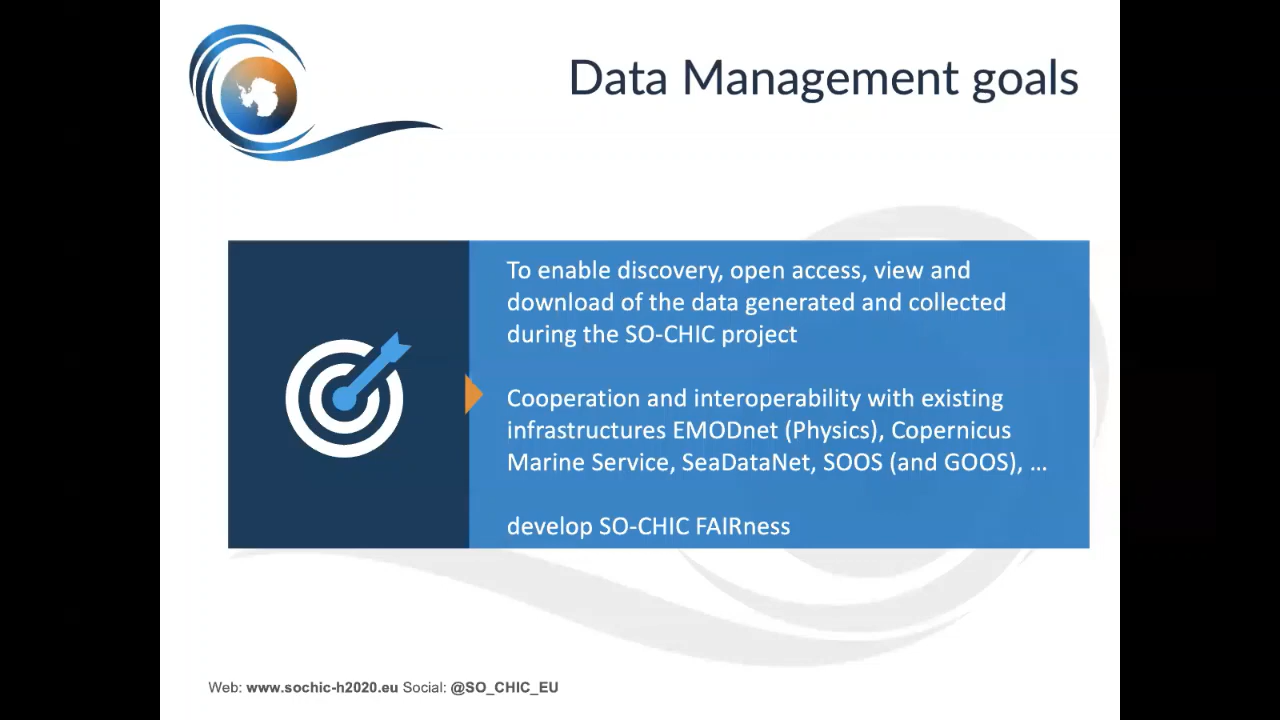 Data Management goals
To enable discovery, open access, view and
download of the data generated and collected
during the SO-CHIC project
Cooperation and interoperability with existing
infrastructures EMODnet (Physics), Copernicus
Marine Service, SeaDataNet, SOOS (and GOOS), ...
develop SO-CHIC FAIRness
Web: www.sochic-h2020.eu Social: @SO_CHIC_EU